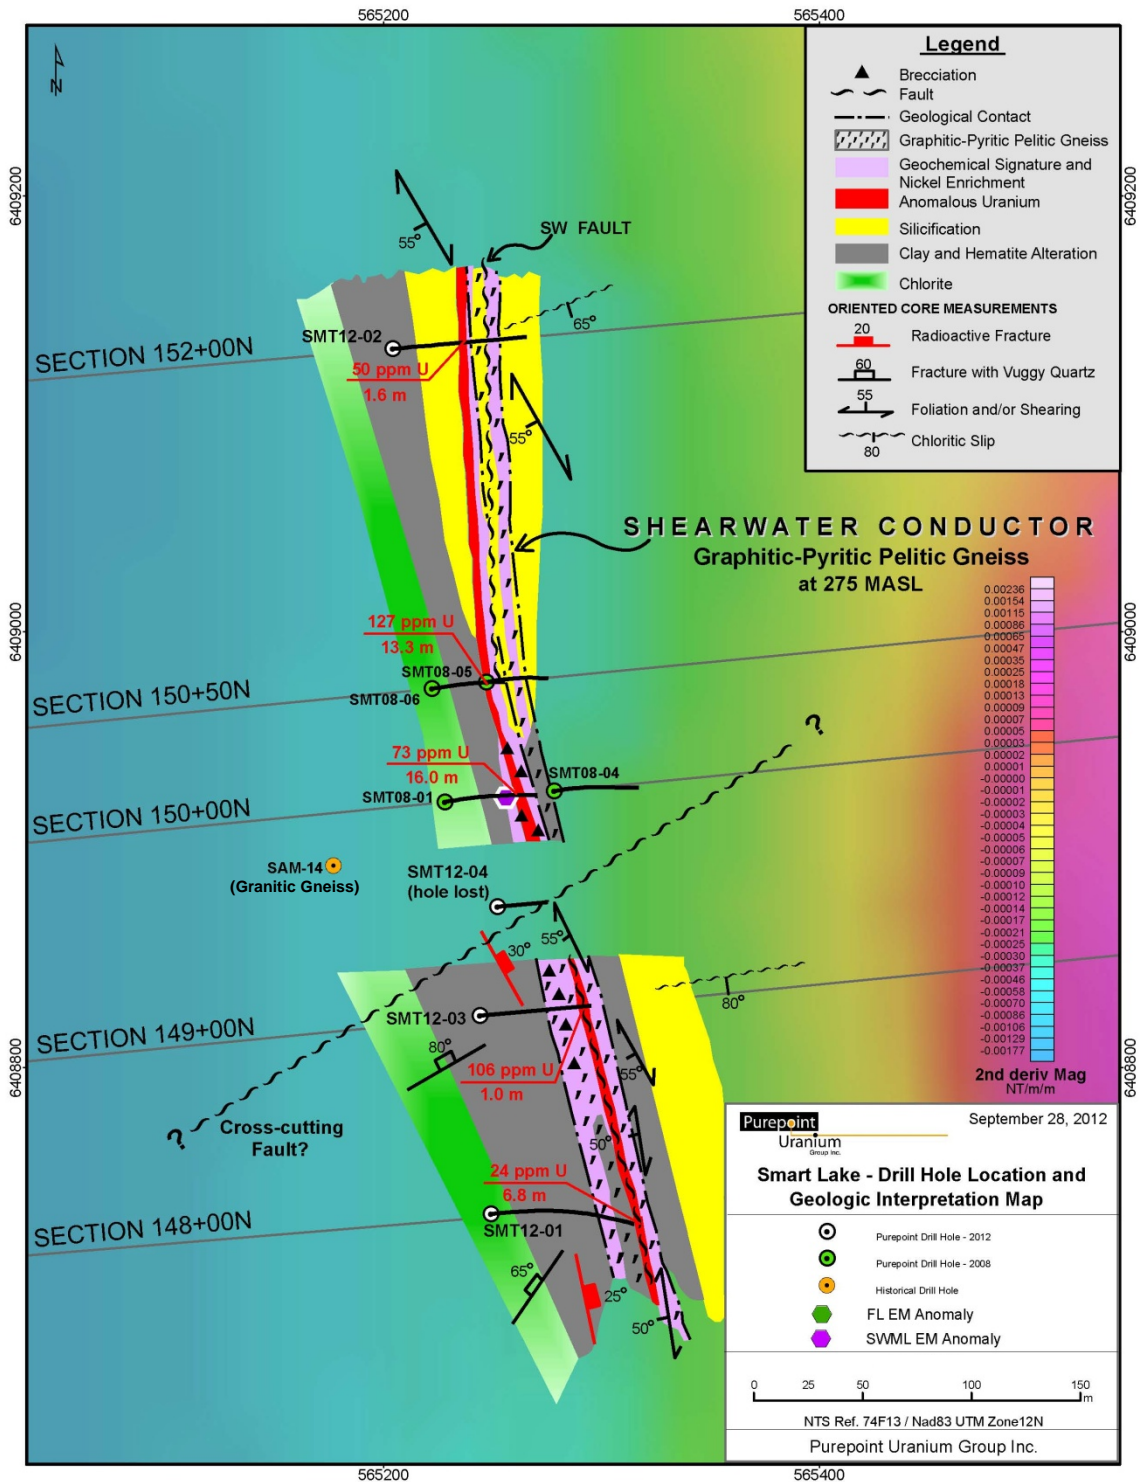 565200
565400
N
Legend
Brecciation
Fault
Geological Contact
Graphitic-Pyritic Pelitic Gneiss
Geochemical Signature and
Nickel Enrichment
Anomalous Uranium
Silicification
Clay and Hematite Alteration
Chlorite
ORIENTED CORE MEASUREMENTS
20
Radioactive Fracture
60
Fracture with Vuggy Quartz
55
Foliation and/or Shearing
80
Chloritic Slip
6409200
6409200
55°
SW FAULT
65°
SMT12-02
SECTION 152+00N
50 ppm U
1.6 m
55°
SHEARWATER CONDUCTOR
Graphitic-Pyritic Pelitic Gneiss
at 275 MASL
6409000
6409000
127 ppm U
13.3 m
SMT08-05
SMT08-06
SECTION 150+50N
73 ppm U
16.0 m
SMT08-04
SMT08-01
SECTION 150+00N
?
SAM-14
(Granitic Gneiss)
SMT12-04
(hole lost)
55°
30°
80°
SMT12-03
SECTION 149+00N
80°
55°
106 ppm U
1.0 m
6408800
6408800
?
Cross-cutting
Fault?
50°
24 ppm U
6.8 m
SMT12-01
SECTION 148+00N
65°
25°
50°
0.00236
0.00154
0.00115
0.00086
0.00065
0.00047
0.00035
0.00025
0.00018
0.00013
0.00009
0.00007
0.00005
0.00003
0.00002
0.00001
-0.00000
-0.00001
-0.00002
-0.00003
-0.00004
-0.00005
-0.00006
-0.00007
-0.00009
-0.00010
-0.00012
-0.00014
-0.00017
-0.00021
-0.00025
-0.00030
-0.00037
-0.00046
-0.00058
-0.00070
-0.00086
-0.00106
-0.00129
-0.00177
2nd deriv Mag
NT/m/m
Purepoint
Uranium
Group Inc.
September 28, 2012
Smart Lake - Drill Hole Location and
Geologic Interpretation Map
Purepoint Drill Hole - 2012
Purepoint Drill Hole - 2008
Historical Drill Hole
FL EM Anomaly
SWML EM Anomaly
0 25 50 100 150
m
NTS Ref. 74F13 / Nad83 UTM Zone12N
Purepoint Uranium Group Inc.
565200
565400